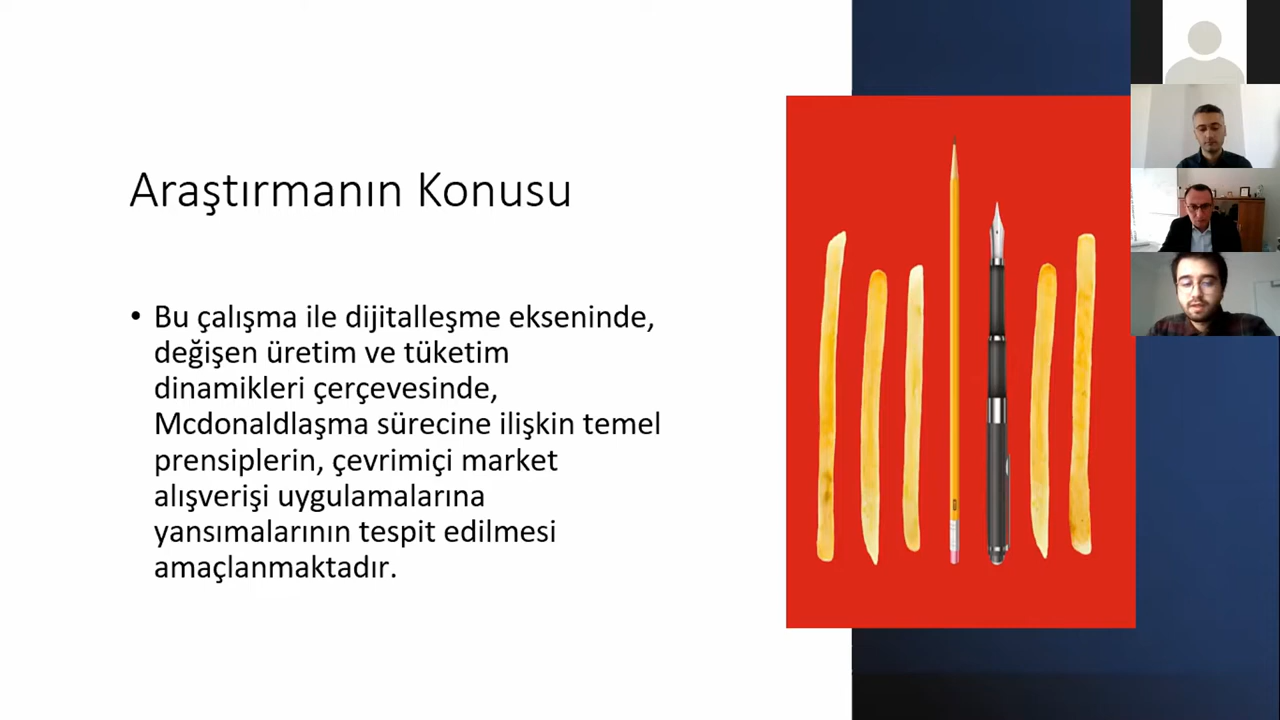 Araştırmanın Konusu
• Bu çalışma ile dijitalleşme ekseninde,
değişen üretim ve tüketim
dinamikleri çerçevesinde,
Mcdonaldlaşma sürecine ilişkin temel
prensiplerin, çevrimiçi market
alışverişi uygulamalarına
yansımalarının tespit edilmesi
amaçlanmaktadır.